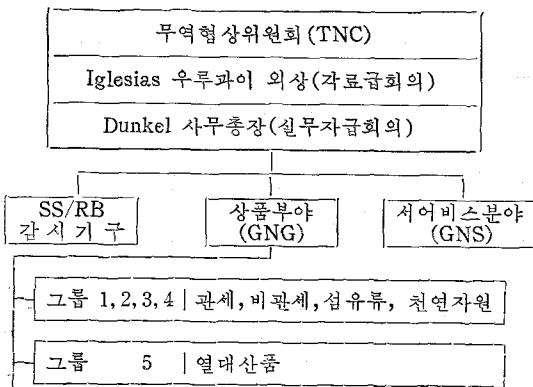 무역협상위원회(TNC)
Iglesias 우루과이 외상(각료급회의)
Dunkel 사무총장(실무자급회의)
SS/RB
감시기구
상품부야
(GNG)
서어비스분야
(GNS)
그룹 1, 2, 3, 4 | 관세, 비관세, 섬유류, 천연자원
그룹 5 | 열대산품